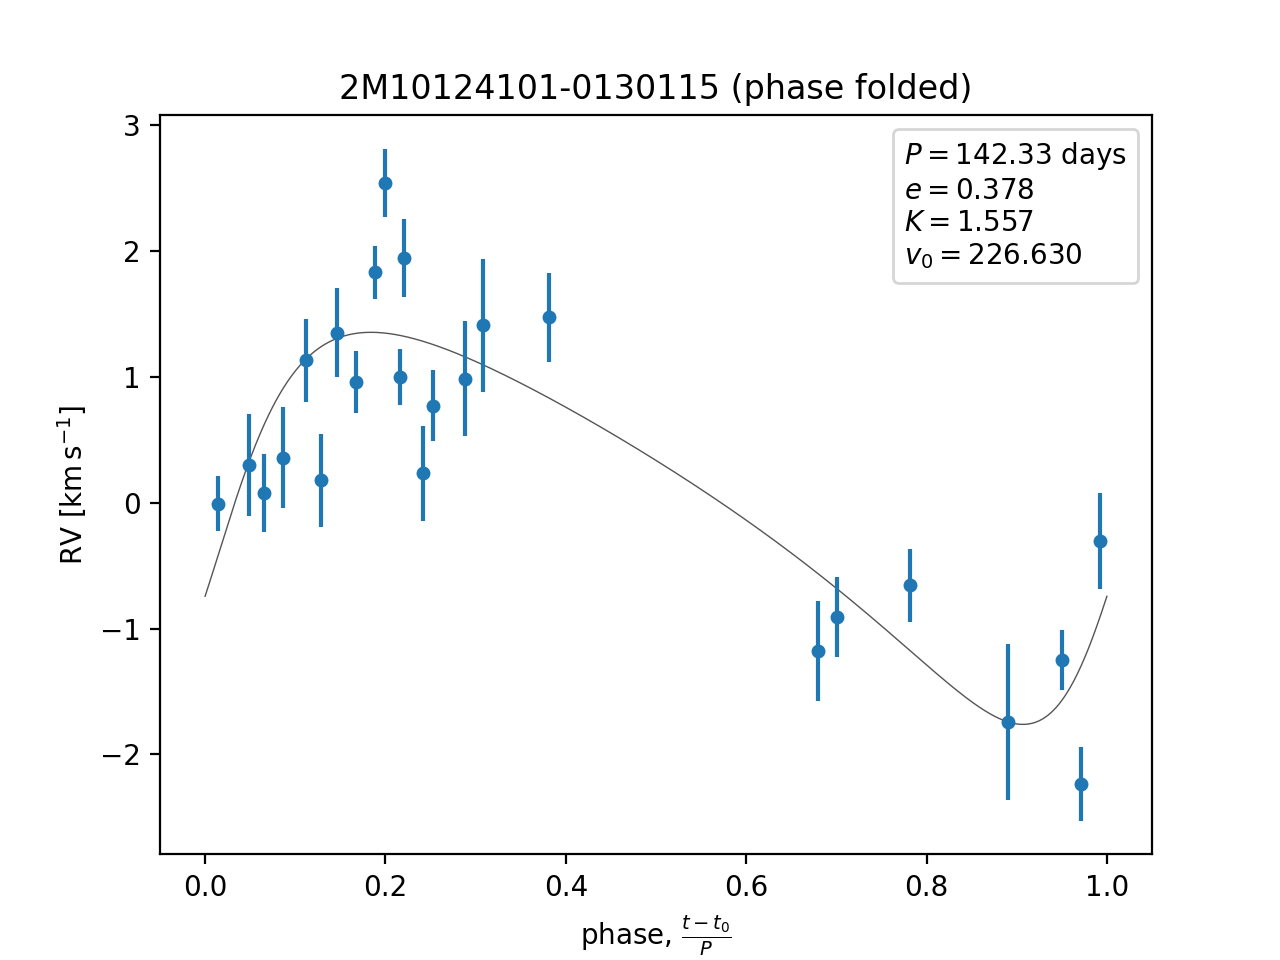 2M10124101-0130115 (phase folded)
P = 142.33 days
e = 0.378
K = 1.557
v₀ = 226.630
RV [km s⁻¹]
3
2
1
0
−1
−2
0.0 0.2 0.4 0.6 0.8 1.0
phase, (t − t₀)/P